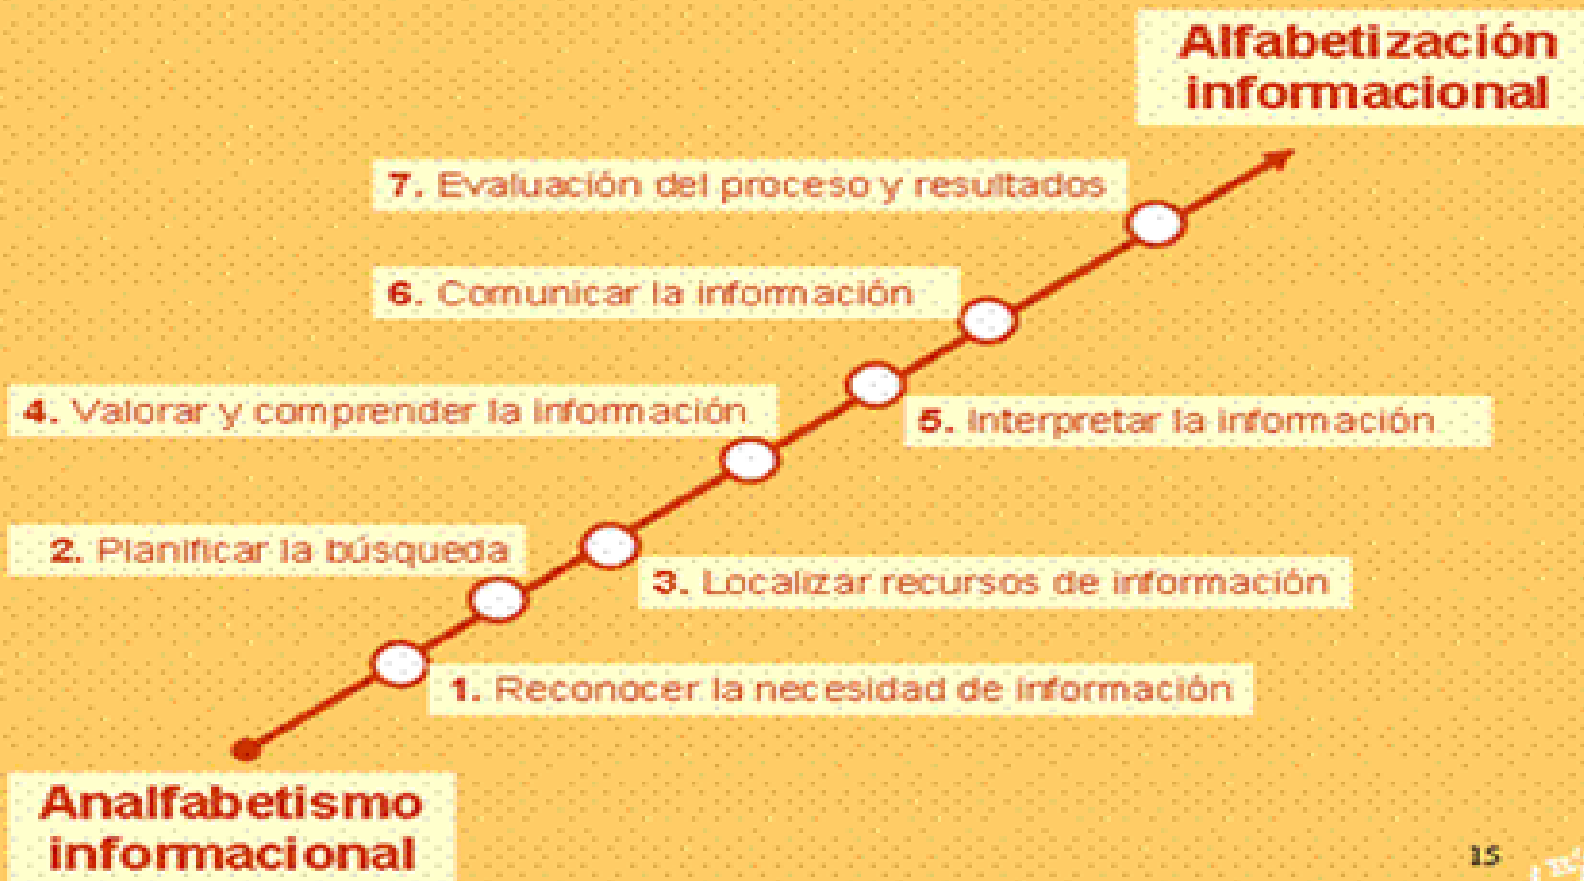 Alfabetización
informacional
7. Evaluación del proceso y resultados
6. Comunicar la información
4. Valorar y comprender la información
5. Interpretar la información
2. Planificar la búsqueda
3. Localizar recursos de información
1. Reconocer la necesidad de información
Analfabetismo
informacional
15